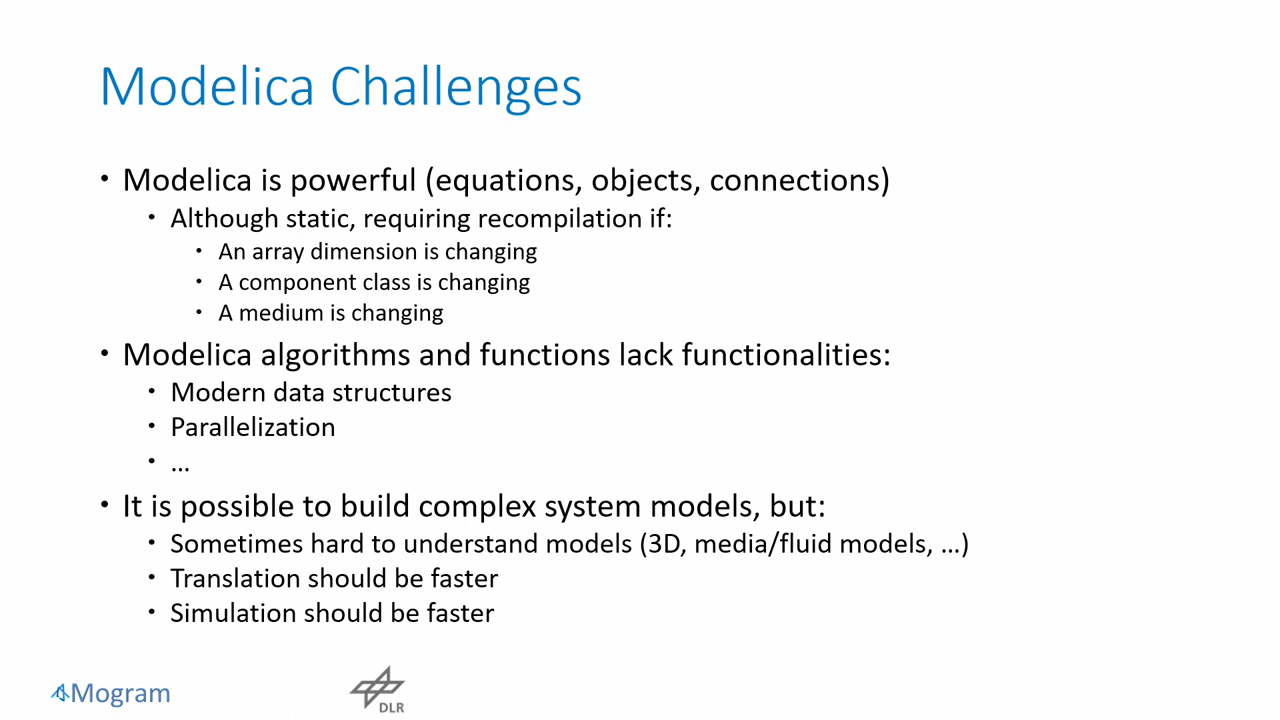 Modelica Challenges
• Modelica is powerful (equations, objects, connections)
• Although static, requiring recompilation if:
• An array dimension is changing
• A component class is changing
• A medium is changing
• Modelica algorithms and functions lack functionalities:
• Modern data structures
• Parallelization
• ...
• It is possible to build complex system models, but:
• Sometimes hard to understand models (3D, media/fluid models, ...)
• Translation should be faster
• Simulation should be faster
Mogram
DLR